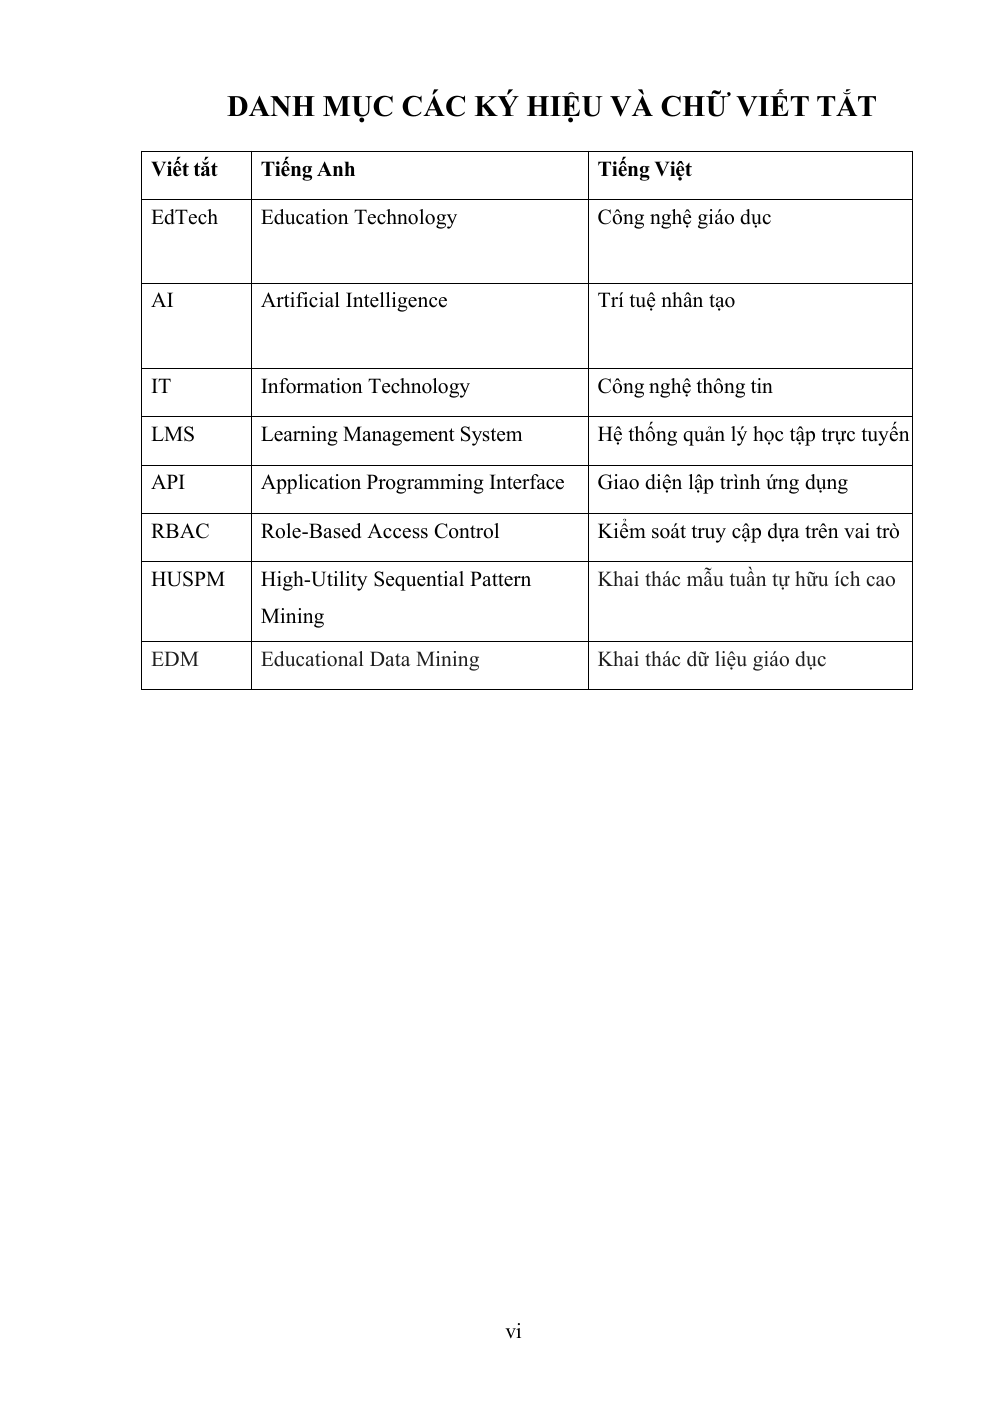 DANH MỤC CÁC KÝ HIỆU VÀ CHỮ VIẾT TẮT
Viết tắt Tiếng Anh Tiếng Việt
EdTech Education Technology Công nghệ giáo dục
AI Artificial Intelligence Trí tuệ nhân tạo
IT Information Technology Công nghệ thông tin
LMS Learning Management System Hệ thống quản lý học tập trực tuyến
API Application Programming Interface Giao diện lập trình ứng dụng
RBAC Role-Based Access Control Kiểm soát truy cập dựa trên vai trò
HUSPM High-Utility Sequential Pattern Khai thác mẫu tuần tự hữu ích cao
Mining
EDM Educational Data Mining Khai thác dữ liệu giáo dục
vi